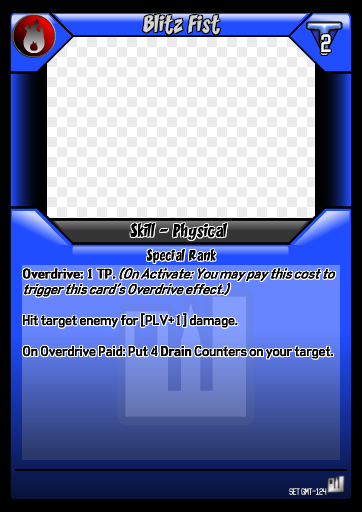 Blitz Fist
2
Skill - Physical
Special Rank
Overdrive: 1 TP. (On Activate: You may pay this cost to
trigger this card's Overdrive effect.)
Hit target enemy for [PLV+1] damage.
On Overdrive Paid: Put 4 Drain Counters on your target.
SET GMT-124